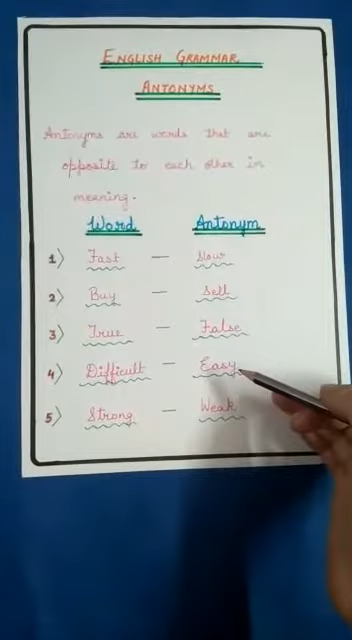 ENGLISH GRAMMAR
ANTONYMS
Antonyms are words that are
opposite to each other in
meaning.
Word Antonym
1) Fast — Slow
2) Buy — Sell
3) True — False
4) Difficult — Easy
5) Strong — Weak